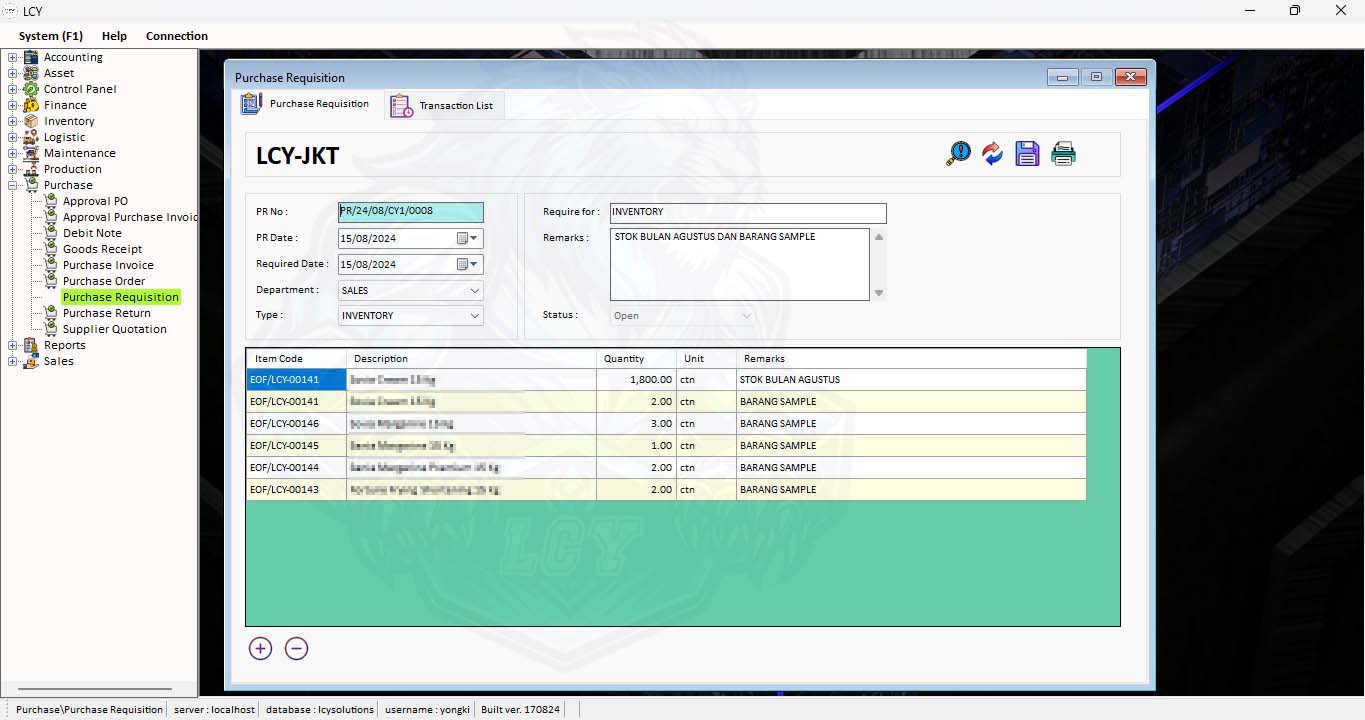 LCY
System (F1) Help Connection
Accounting
Asset
Control Panel
Finance
Inventory
Logistic
Maintenance
Production
Purchase
Approval PO
Approval Purchase Invoic
Debit Note
Goods Receipt
Purchase Invoice
Purchase Order
Purchase Requisition
Purchase Return
Supplier Quotation
Reports
Sales
Purchase Requisition
Purchase Requisition Transaction List
LCY-JKT
PR No : PR/24/08/CY1/0008
PR Date : 15/08/2024
Required Date : 15/08/2024
Department : SALES
Type : INVENTORY
Require for : INVENTORY
Remarks : STOK BULAN AGUSTUS DAN BARANG SAMPLE
Status : Open
Item Code Description Quantity Unit Remarks
EOF/LCY-00141 1,800.00 ctn STOK BULAN AGUSTUS
EOF/LCY-00141 2.00 ctn BARANG SAMPLE
EOF/LCY-00146 3.00 ctn BARANG SAMPLE
EOF/LCY-00145 1.00 ctn BARANG SAMPLE
EOF/LCY-00144 2.00 ctn BARANG SAMPLE
EOF/LCY-00143 2.00 ctn BARANG SAMPLE
LCY
Purchase\Purchase Requisition server : localhost database : lcysolutions username : yongki Built ver. 170824